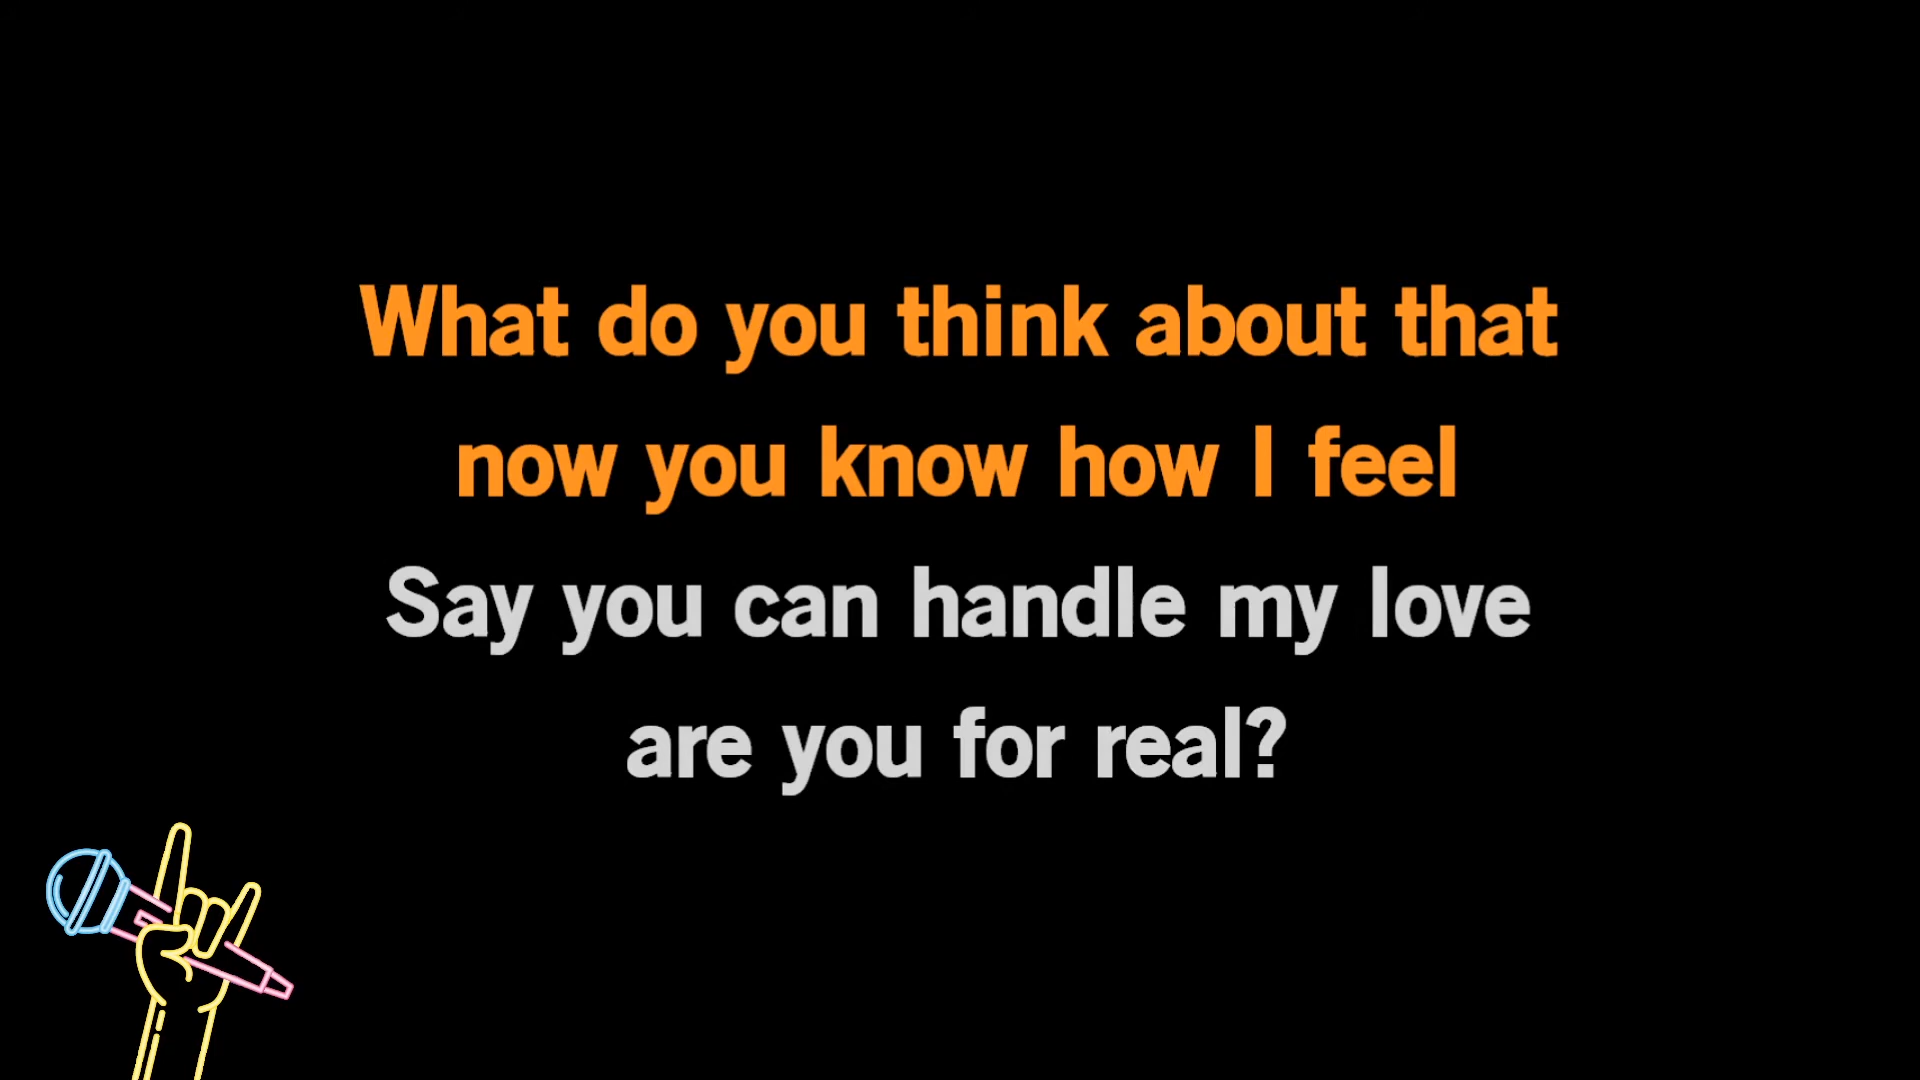 What do you think about that
now you know how I feel
Say you can handle my love
are you for real?